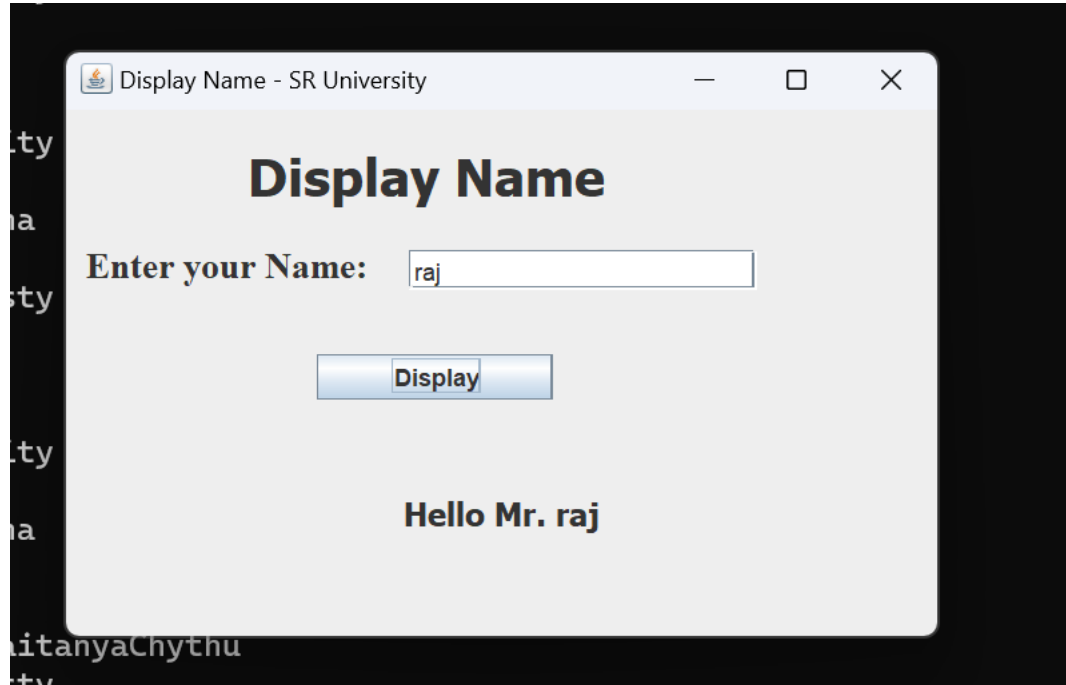 Display Name - SR University
Display Name
Enter your Name: raj
Display
Hello Mr. raj
ity
na
sty
ity
na
aitanyaChythu